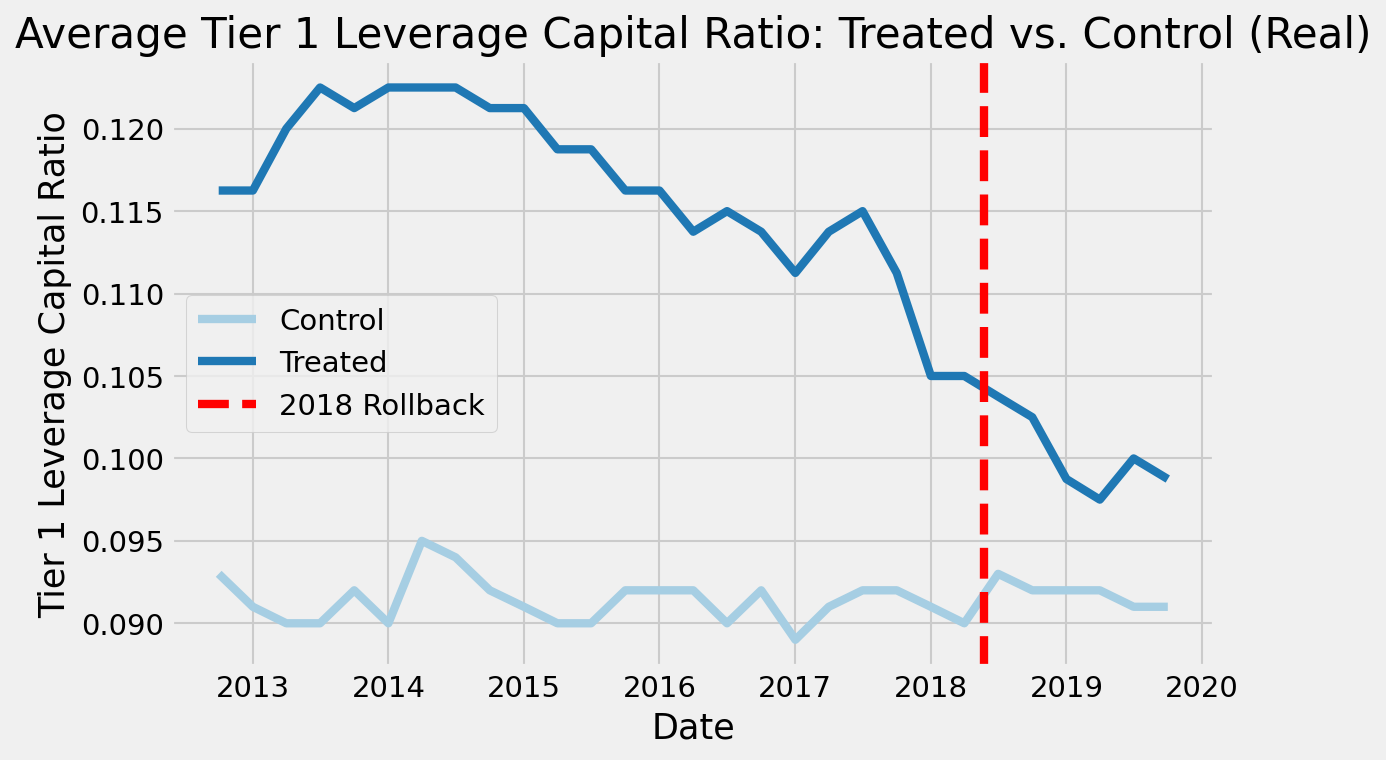 Average Tier 1 Leverage Capital Ratio: Treated vs. Control (Real)
Tier 1 Leverage Capital Ratio
0.120
0.115
0.110
0.105
0.100
0.095
0.090
Control
Treated
2018 Rollback
2013 2014 2015 2016 2017 2018 2019 2020
Date